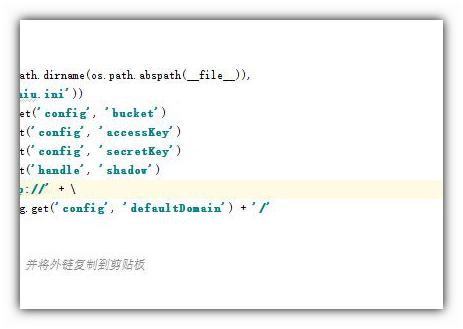 ath.dirname(os.path.abspath(__file__)),
iu.ini'))
et('config', 'bucket')
t('config', 'accessKey')
t('config', 'secretKey')
t('handle', 'shadow')
p://' + \
g.get('config', 'defaultDomain') + '/'
并将外链复制到剪贴板